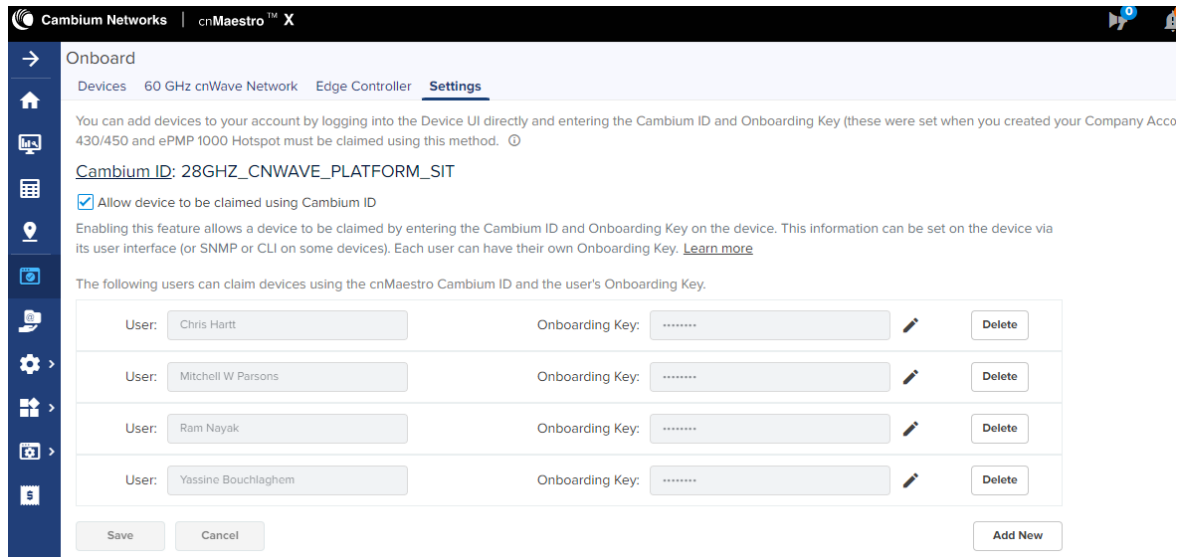 Cambium Networks | cnMaestro™ X
0
Onboard
Devices 60 GHz cnWave Network Edge Controller Settings
You can add devices to your account by logging into the Device UI directly and entering the Cambium ID and Onboarding Key (these were set when you created your Company Acco
430/450 and ePMP 1000 Hotspot must be claimed using this method.
Cambium ID: 28GHZ_CNWAVE_PLATFORM_SIT
Allow device to be claimed using Cambium ID
Enabling this feature allows a device to be claimed by entering the Cambium ID and Onboarding Key on the device. This information can be set on the device via
its user interface (or SNMP or CLI on some devices). Each user can have their own Onboarding Key. Learn more
The following users can claim devices using the cnMaestro Cambium ID and the user's Onboarding Key.
User: Chris Hartt Onboarding Key: •••••••• Delete
User: Mitchell W Parsons Onboarding Key: •••••••• Delete
User: Ram Nayak Onboarding Key: •••••••• Delete
User: Yassine Bouchlaghem Onboarding Key: •••••••• Delete
Save Cancel Add New